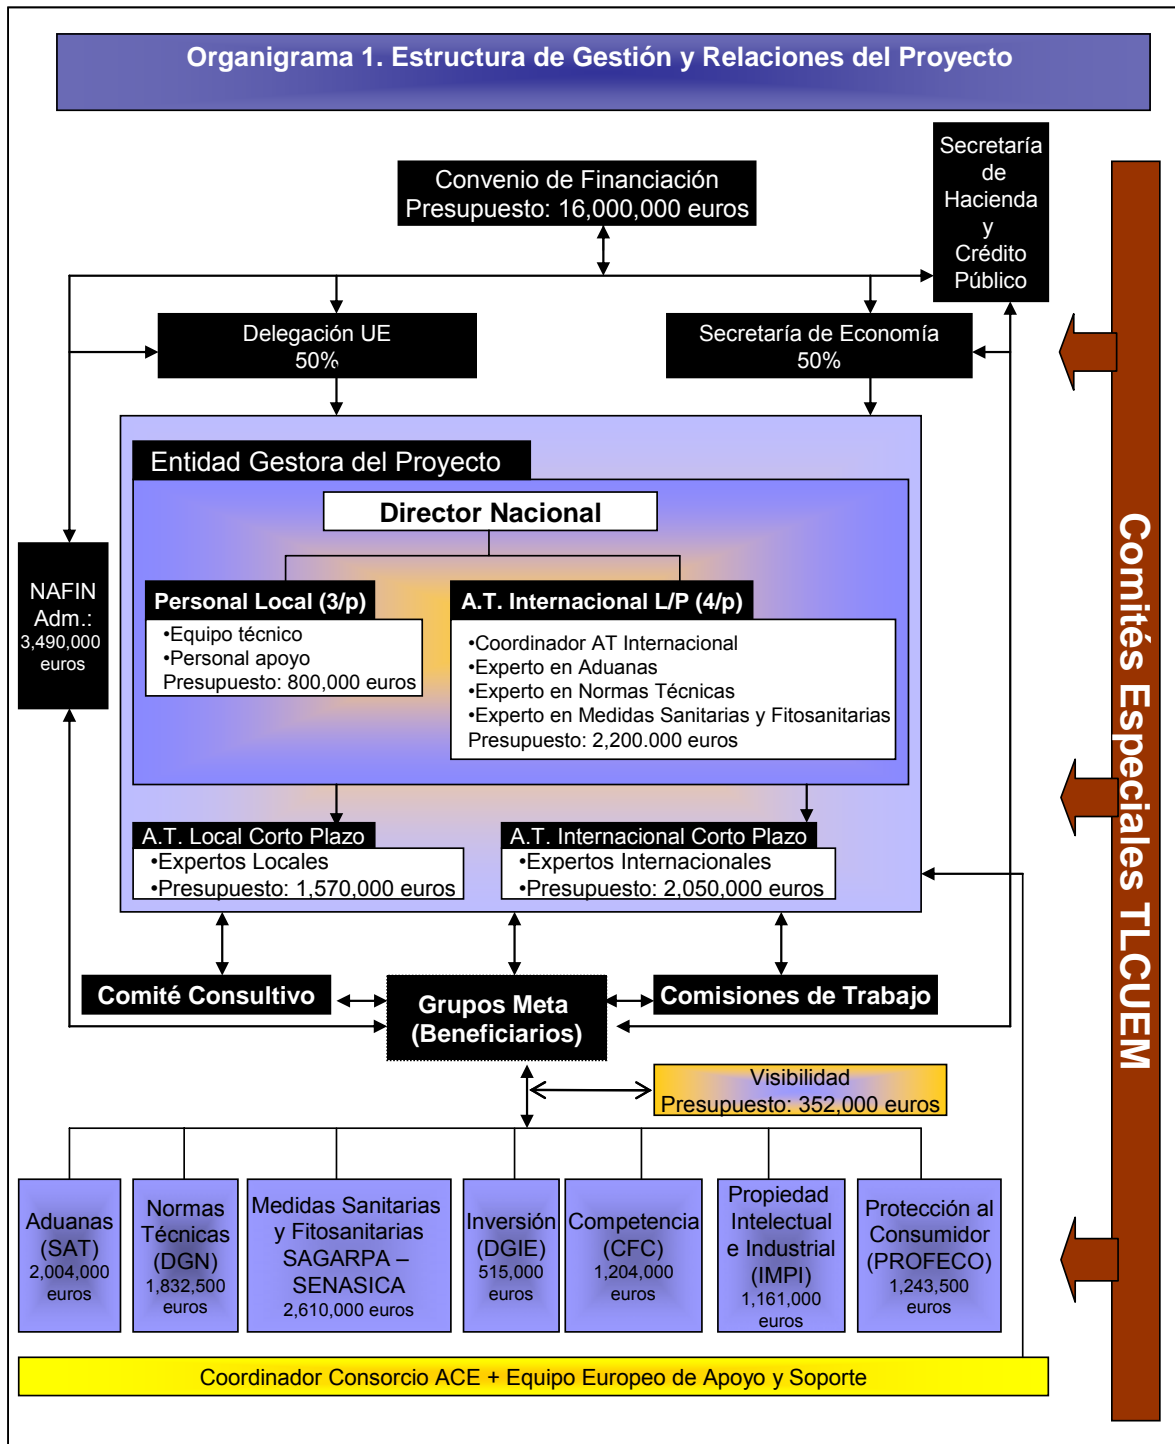 Organigrama 1. Estructura de Gestión y Relaciones del Proyecto
Secretaría
de
Hacienda
y
Crédito
Público
Convenio de Financiación
Presupuesto: 16,000,000 euros
Delegación UE
50%
Secretaría de Economía
50%
Entidad Gestora del Proyecto
Director Nacional
NAFIN
Adm.:
3,490,000
euros
Personal Local (3/p)
•Equipo técnico
•Personal apoyo
Presupuesto: 800,000 euros
A.T. Internacional L/P (4/p)
•Coordinador AT Internacional
•Experto en Aduanas
•Experto en Normas Técnicas
•Experto en Medidas Sanitarias y Fitosanitarias
Presupuesto: 2,200.000 euros
A.T. Local Corto Plazo
•Expertos Locales
•Presupuesto: 1,570,000 euros
A.T. Internacional Corto Plazo
•Expertos Internacionales
•Presupuesto: 2,050,000 euros
Comité Consultivo
Grupos Meta
(Beneficiarios)
Comisiones de Trabajo
Visibilidad
Presupuesto: 352,000 euros
Aduanas
(SAT)
2,004,000
euros
Normas
Técnicas
(DGN)
1,832,500
euros
Medidas Sanitarias
y Fitosanitarias
SAGARPA –
SENASICA
2,610,000 euros
Inversión
(DGIE)
515,000
euros
Competencia
(CFC)
1,204,000
euros
Propiedad
Intelectual
e Industrial
(IMPI)
1,161,000
euros
Protección al
Consumidor
(PROFECO)
1,243,500
euros
Coordinador Consorcio ACE + Equipo Europeo de Apoyo y Soporte
Comités Especiales TLCUEM